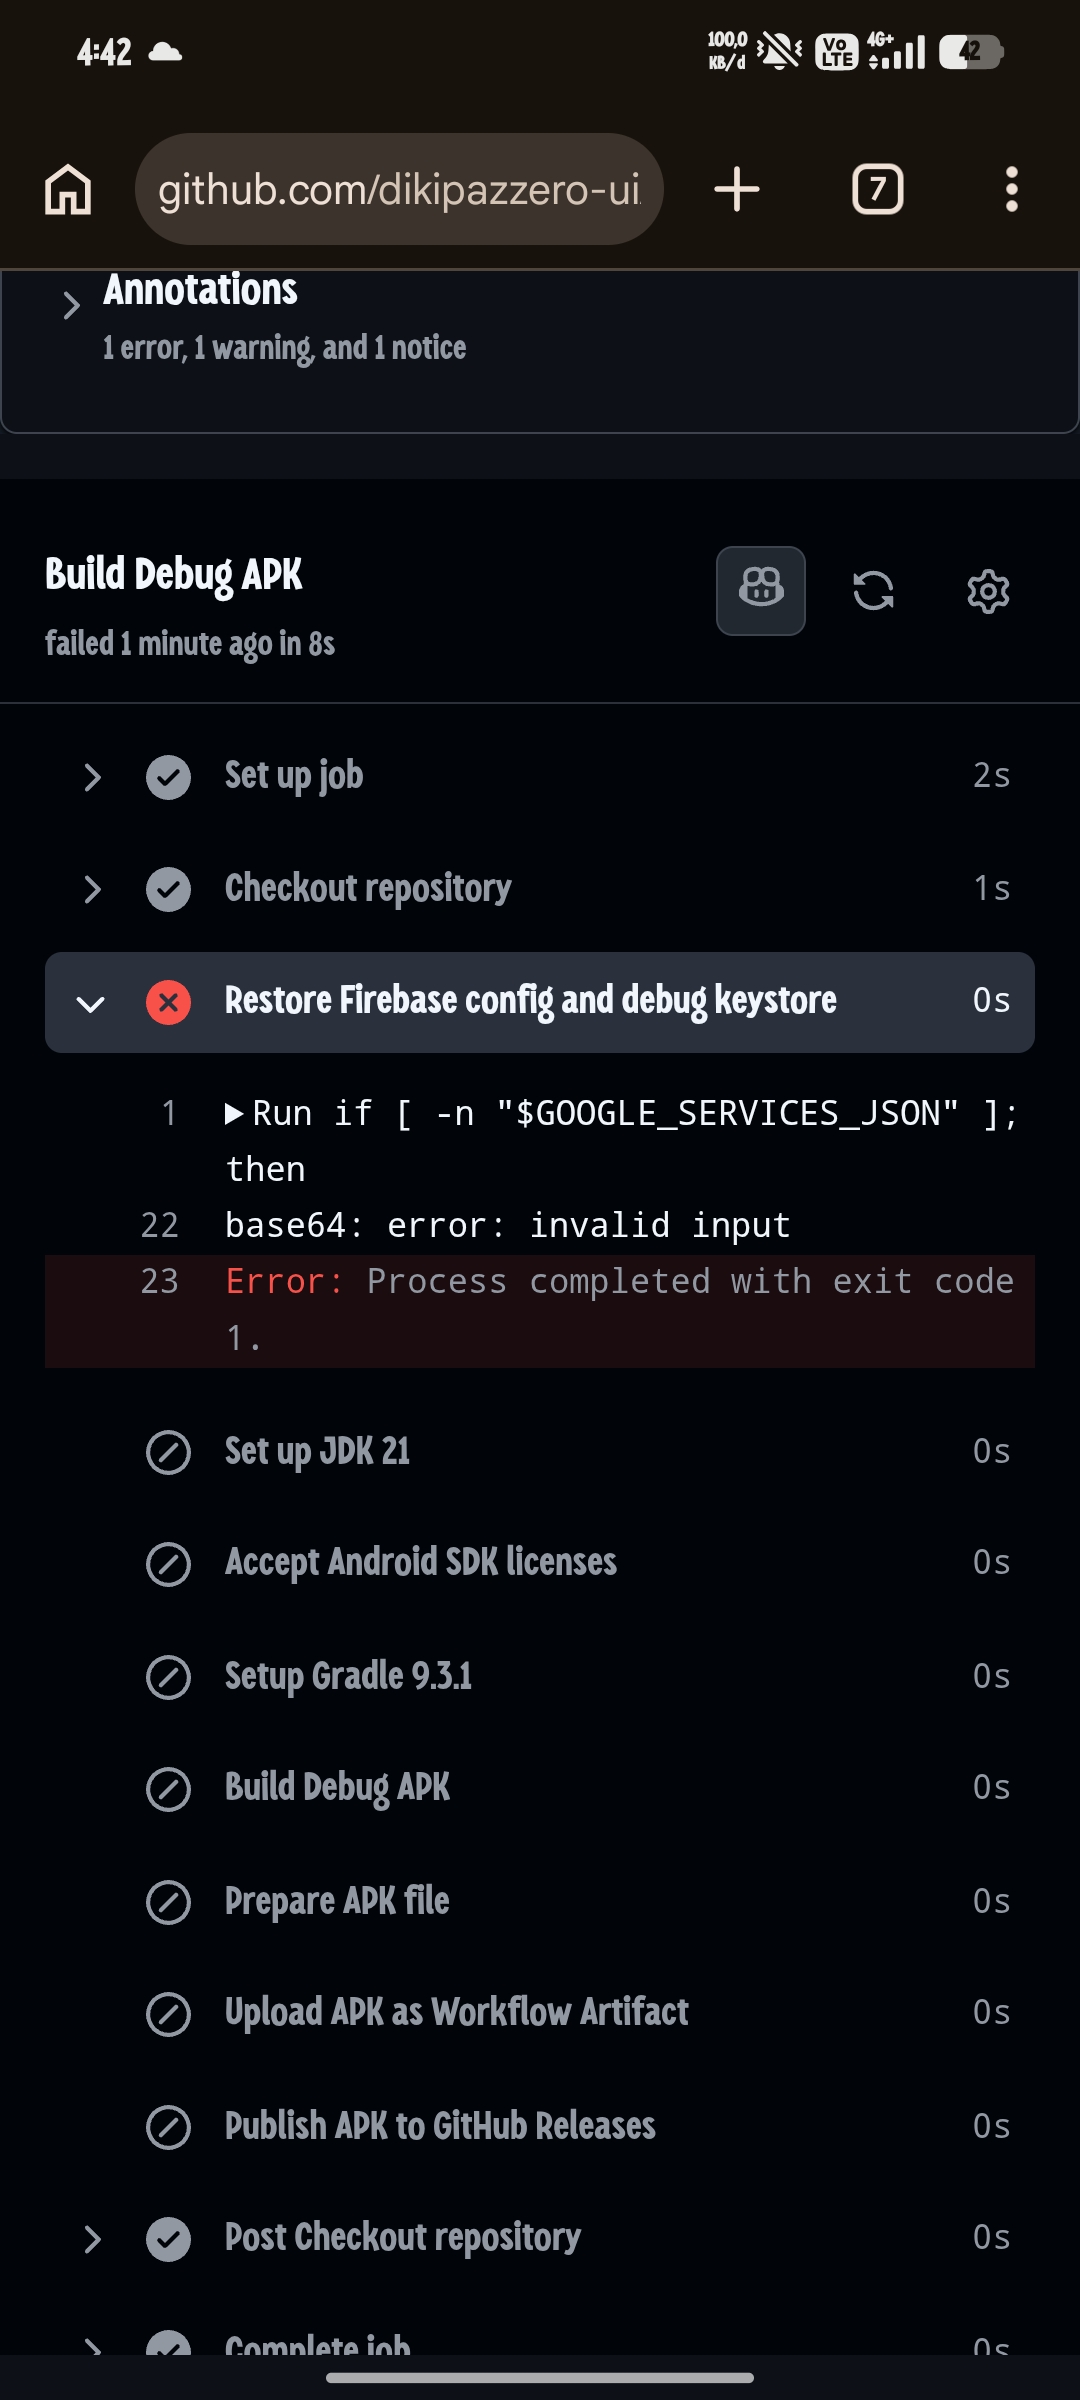 4:42
100,0 KB/d
Vo LTE
4G+
42
github.com/dikipazzero-ui
7
Annotations
1 error, 1 warning, and 1 notice
Build Debug APK
failed 1 minute ago in 8s
Set up job 2s
Checkout repository 1s
Restore Firebase config and debug keystore 0s
1 ▶Run if [ -n "$GOOGLE_SERVICES_JSON" ];
then
22 base64: error: invalid input
23 Error: Process completed with exit code
1.
Set up JDK 21 0s
Accept Android SDK licenses 0s
Setup Gradle 9.3.1 0s
Build Debug APK 0s
Prepare APK file 0s
Upload APK as Workflow Artifact 0s
Publish APK to GitHub Releases 0s
Post Checkout repository 0s
Complete job 0s